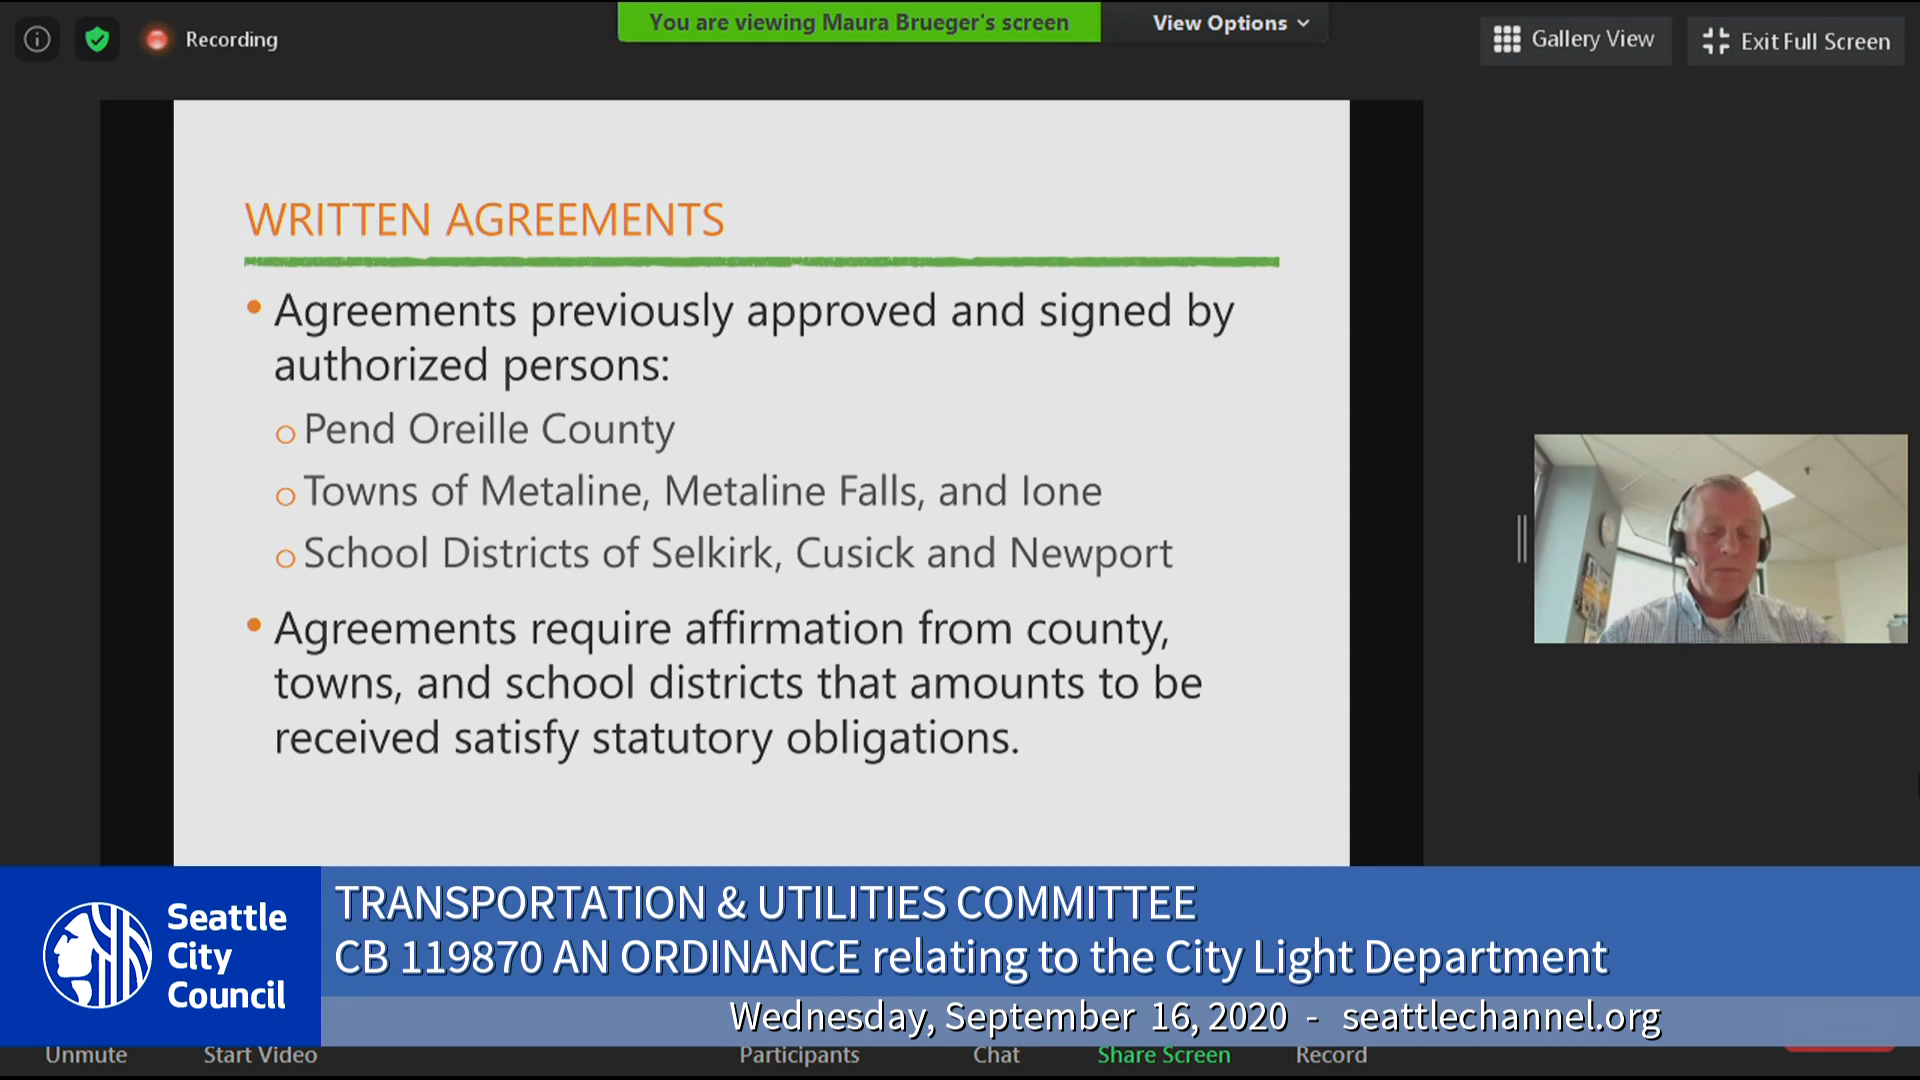 Recording
You are viewing Maura Brueger's screen
View Options
Gallery View
Exit Full Screen
WRITTEN AGREEMENTS
• Agreements previously approved and signed by
authorized persons:
o Pend Oreille County
o Towns of Metaline, Metaline Falls, and Ione
o School Districts of Selkirk, Cusick and Newport
• Agreements require affirmation from county,
towns, and school districts that amounts to be
received satisfy statutory obligations.
Seattle
City
Council
TRANSPORTATION & UTILITIES COMMITTEE
CB 119870 AN ORDINANCE relating to the City Light Department
Wednesday, September 16, 2020 - seattlechannel.org
Unmute
Start Video
Participants
Chat
Share Screen
Record